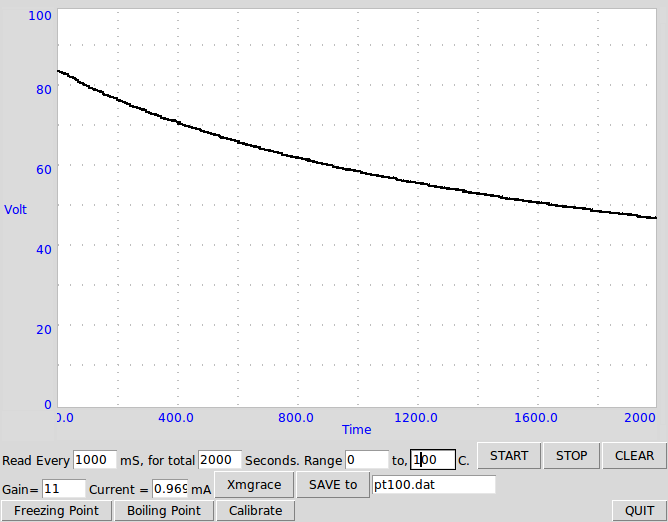 100
80
60
Volt
40
20
0
0.0 400.0 800.0 1200.0 1600.0 2000
Time
Read Every 1000 mS, for total 2000 Seconds. Range 0 to, 100 C. START STOP CLEAR
Gain= 11 Current = 0.969 mA Xmgrace SAVE to pt100.dat
Freezing Point Boiling Point Calibrate QUIT